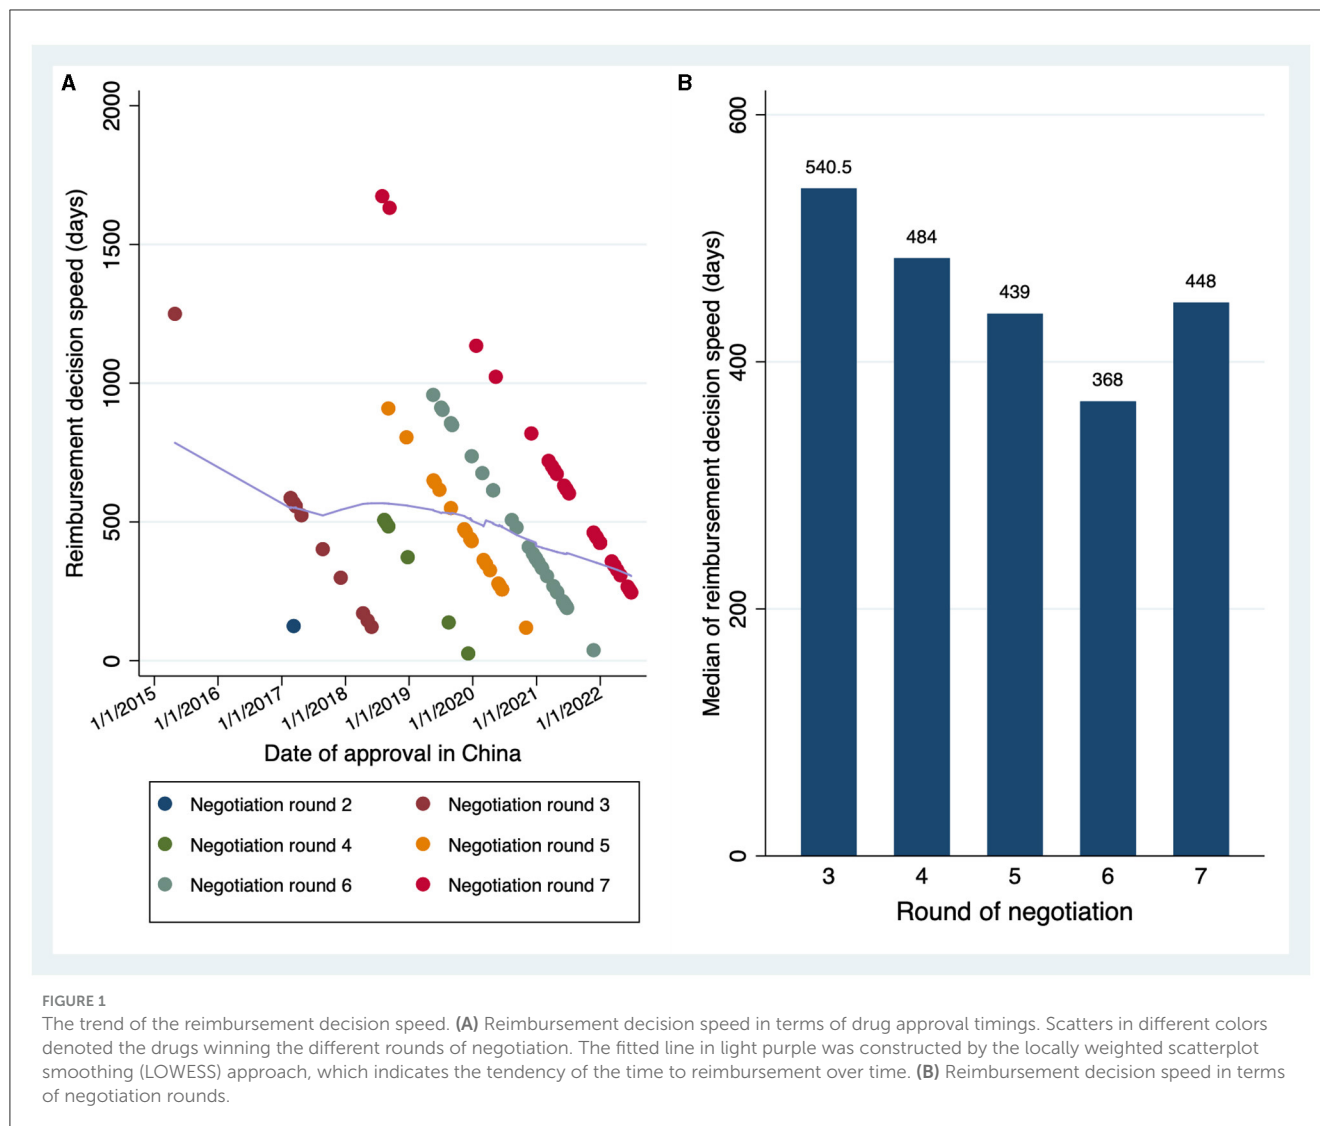 A
Reimbursement decision speed (days)
2000
1500
1000
500
0
1/1/2015
1/1/2016
1/1/2017
1/1/2018
1/1/2019
1/1/2020
1/1/2021
1/1/2022
Date of approval in China
Negotiation round 2
Negotiation round 3
Negotiation round 4
Negotiation round 5
Negotiation round 6
Negotiation round 7
B
Median of reimbursement decision speed (days)
600
400
200
0
540.5
484
439
368
448
3
4
5
6
7
Round of negotiation
FIGURE 1
The trend of the reimbursement decision speed. (A) Reimbursement decision speed in terms of drug approval timings. Scatters in different colors
denoted the drugs winning the different rounds of negotiation. The fitted line in light purple was constructed by the locally weighted scatterplot
smoothing (LOWESS) approach, which indicates the tendency of the time to reimbursement over time. (B) Reimbursement decision speed in terms
of negotiation rounds.